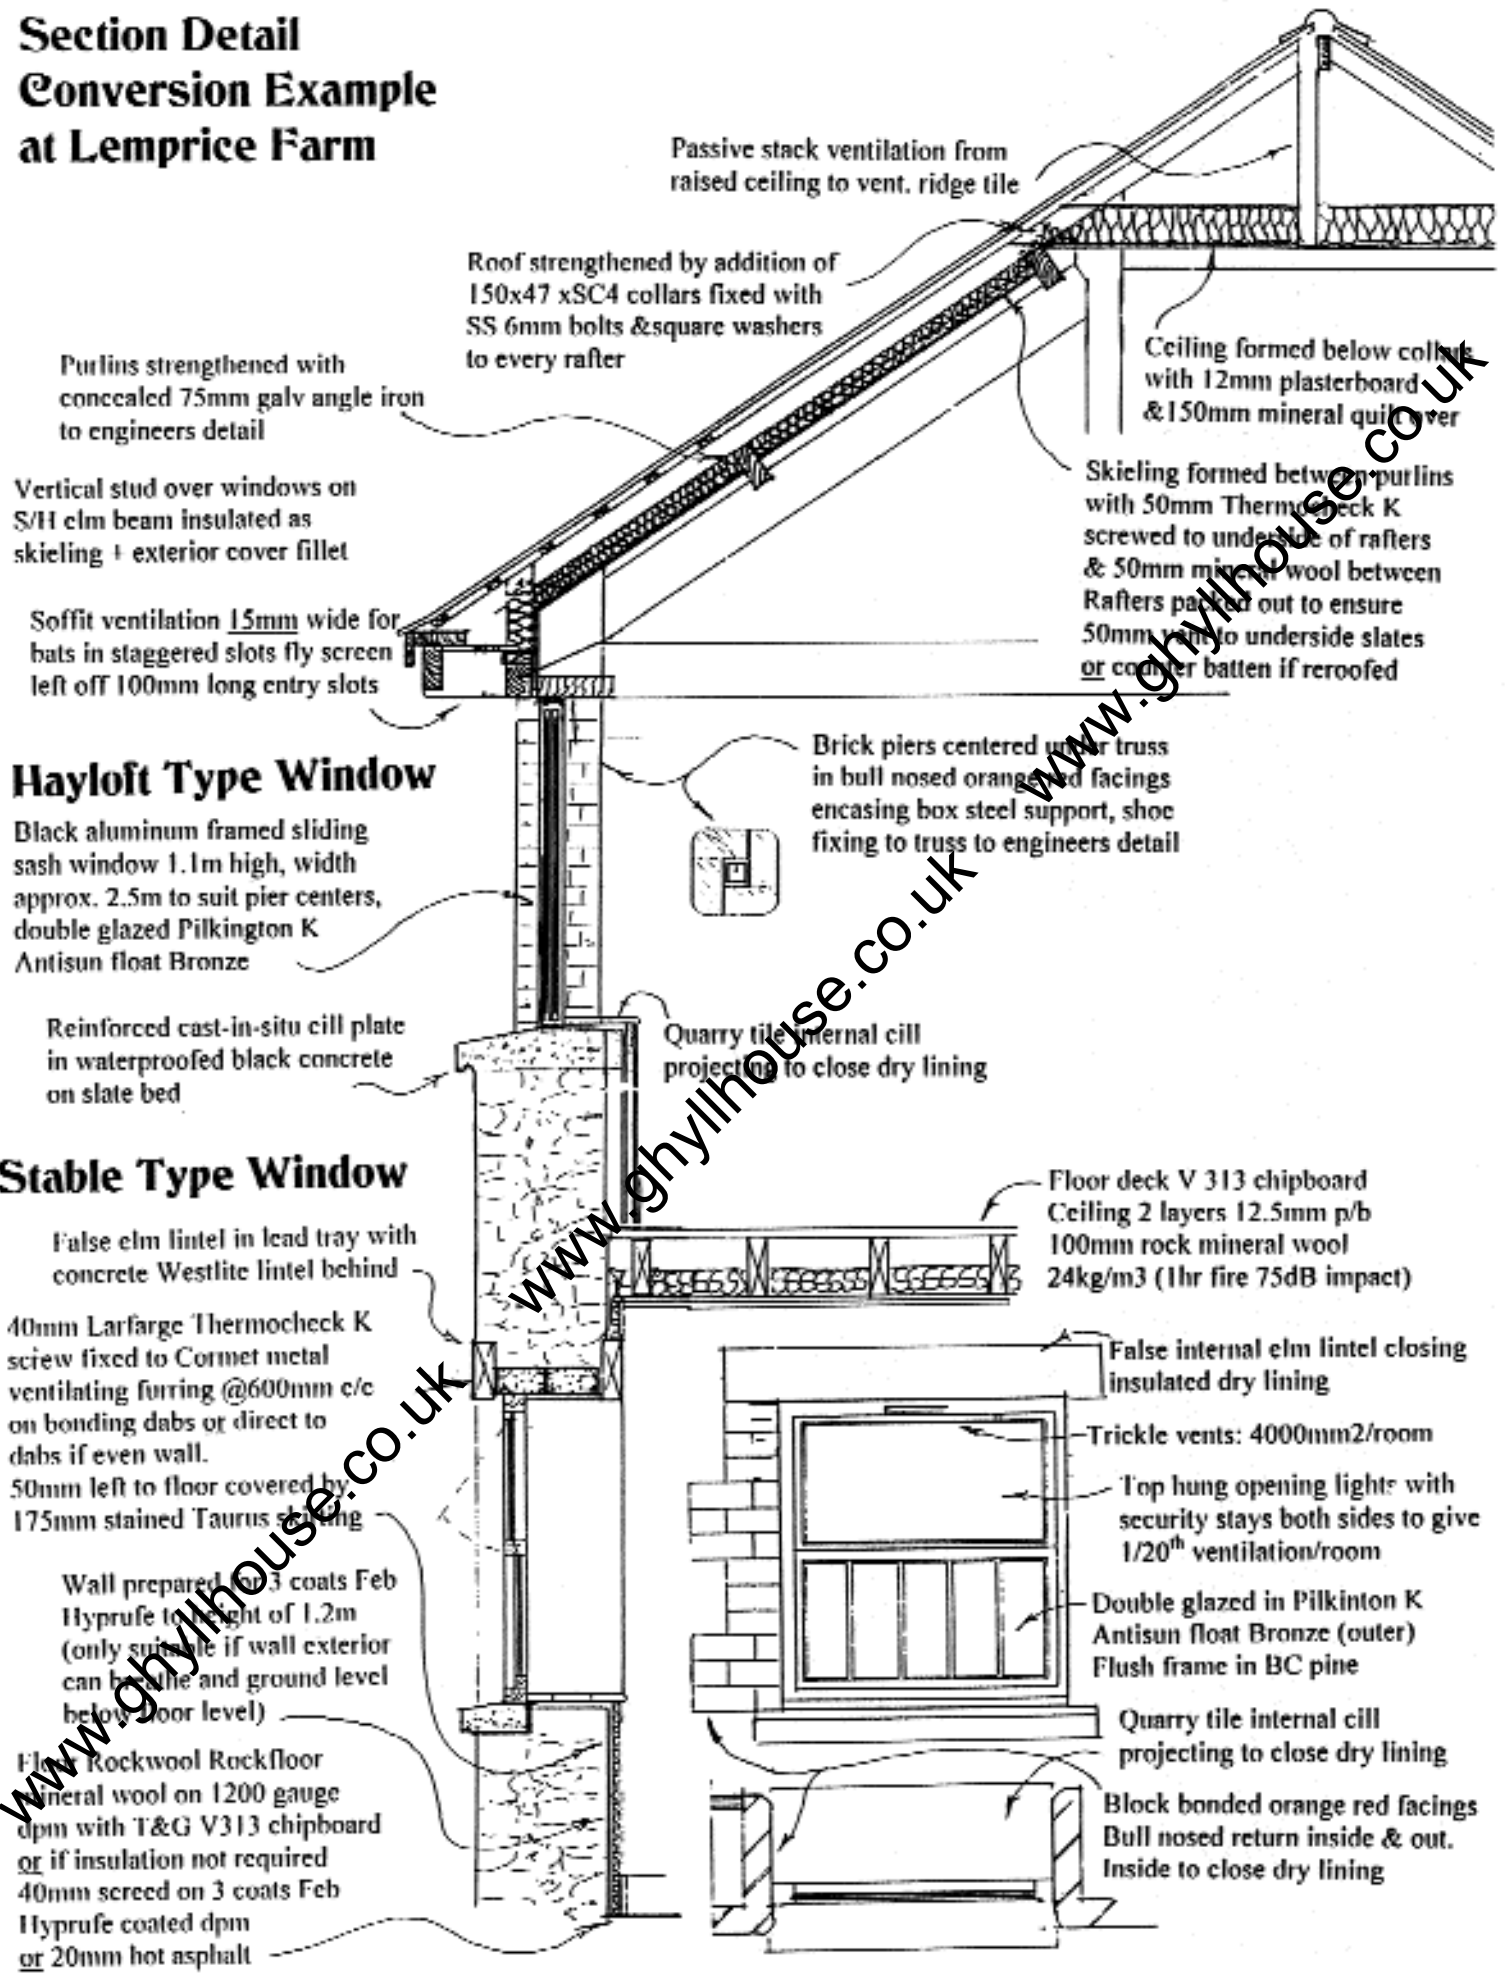 Section Detail
Conversion Example
at Lemprice Farm
Passive stack ventilation from
raised ceiling to vent. ridge tile
Roof strengthened by addition of
150x47 xSC4 collars fixed with
SS 6mm bolts &square washers
to every rafter
Purlins strengthened with
concealed 75mm galv angle iron
to engineers detail
Ceiling formed below collars
with 12mm plasterboard
&150mm mineral quilt over
Vertical stud over windows on
S/H elm beam insulated as
skieling + exterior cover fillet
Skieling formed between purlins
with 50mm Thermocheck K
screwed to underside of rafters
& 50mm mineral wool between
Rafters packed out to ensure
50mm vent to underside slates
or counter batten if reroofed
Soffit ventilation 15mm wide for
bats in staggered slots fly screen
left off 100mm long entry slots
Hayloft Type Window
Black aluminum framed sliding
sash window 1.1m high, width
approx. 2.5m to suit pier centers,
double glazed Pilkington K
Antisun float Bronze
Brick piers centered under truss
in bull nosed orange red facings
encasing box steel support, shoe
fixing to truss to engineers detail
Reinforced cast-in-situ cill plate
in waterproofed black concrete
on slate bed
Quarry tile internal cill
projecting to close dry lining
Stable Type Window
False elm lintel in lead tray with
concrete Westlite lintel behind
Floor deck V 313 chipboard
Ceiling 2 layers 12.5mm p/b
100mm rock mineral wool
24kg/m3 (1hr fire 75dB impact)
40mm Larfarge Thermocheck K
screw fixed to Cormet metal
ventilating furring @600mm c/c
on bonding dabs or direct to
dabs if even wall.
50mm left to floor covered by
175mm stained Taurus skirting
False internal elm lintel closing
insulated dry lining
Trickle vents: 4000mm2/room
Top hung opening lights with
security stays both sides to give
1/20th ventilation/room
Wall prepared for 3 coats Feb
Hyprufe to height of 1.2m
(only suitable if wall exterior
can breathe and ground level
below floor level)
Double glazed in Pilkinton K
Antisun float Bronze (outer)
Flush frame in BC pine
Quarry tile internal cill
projecting to close dry lining
Floor Rockwool Rockfloor
mineral wool on 1200 gauge
dpm with T&G V313 chipboard
or if insulation not required
40mm screed on 3 coats Feb
Hyprufe coated dpm
or 20mm hot asphalt
Block bonded orange red facings
Bull nosed return inside & out.
Inside to close dry lining
www.ghyllhouse.co.uk
www.ghyllhouse.co.uk
www.ghyllhouse.co.uk